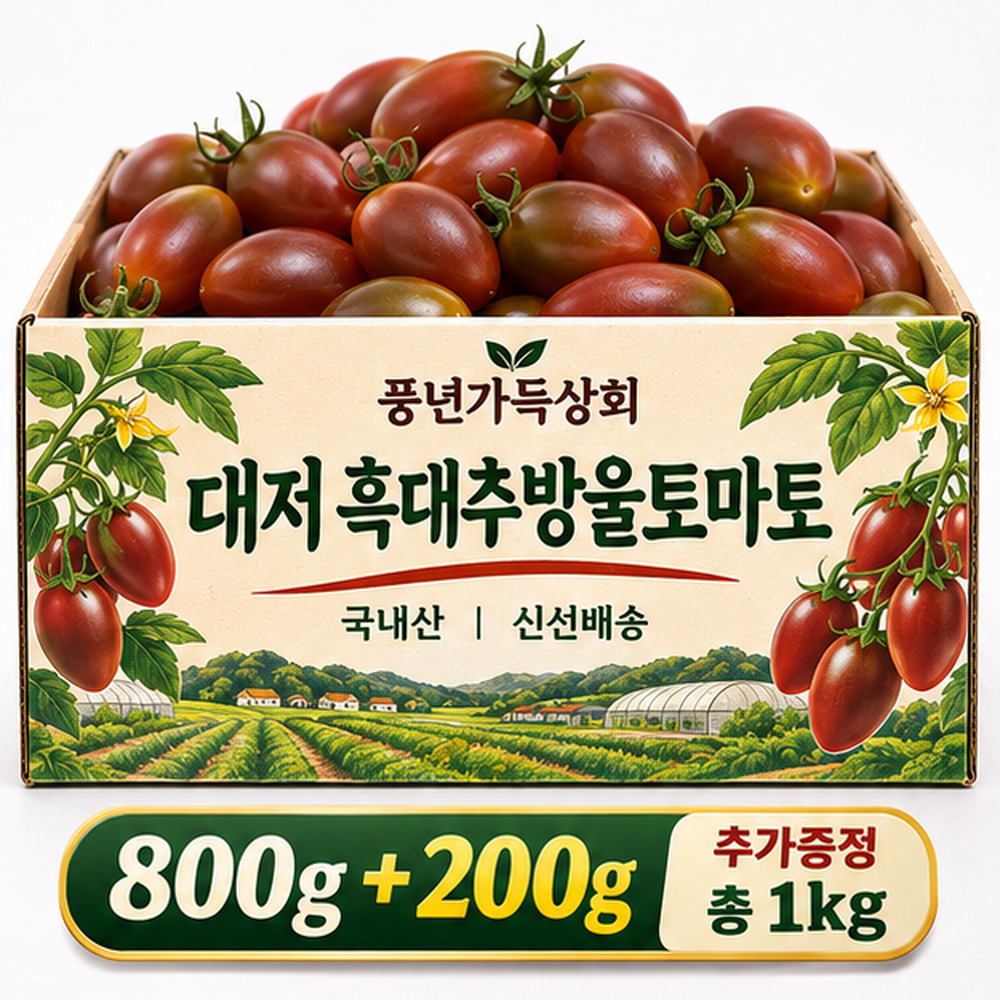 풍년가득상회
대저 흑대추방울토마토
국내산 | 신선배송
800g + 200g
추가증정
총 1kg